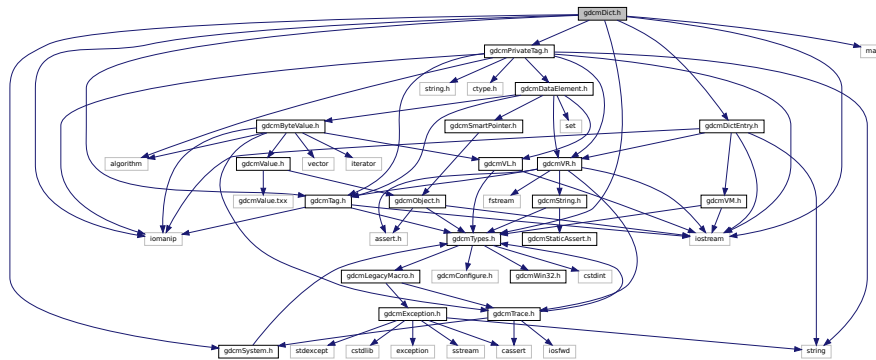 gdcmDict.h
gdcmPrivateTag.h
ma
string.h
ctype.h
gdcmDataElement.h
gdcmByteValue.h
gdcmSmartPointer.h
set
gdcmDictEntry.h
algorithm
gdcmValue.h
vector
iterator
gdcmVL.h
gdcmVR.h
gdcmValue.txx
gdcmTag.h
gdcmObject.h
fstream
gdcmString.h
gdcmVM.h
iomanip
assert.h
gdcmTypes.h
gdcmStaticAssert.h
iostream
gdcmLegacyMacro.h
gdcmConfigure.h
gdcmWin32.h
cstdint
gdcmException.h
gdcmTrace.h
gdcmSystem.h
stdexcept
cstdlib
exception
sstream
cassert
iosfwd
string